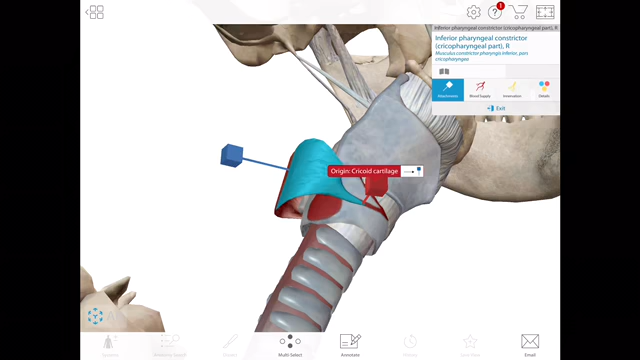 ?
1
Inferior pharyngeal constrictor (cricopharyngeal part), R
Inferior pharyngeal constrictor
(cricopharyngeal part), R
Musculus constrictor pharyngis inferior, pars
cricopharyngea
Attachments
Blood Supply
Innervation
Details
Exit
Origin: Cricoid cartilage
Multi-Select
Annotate
Email